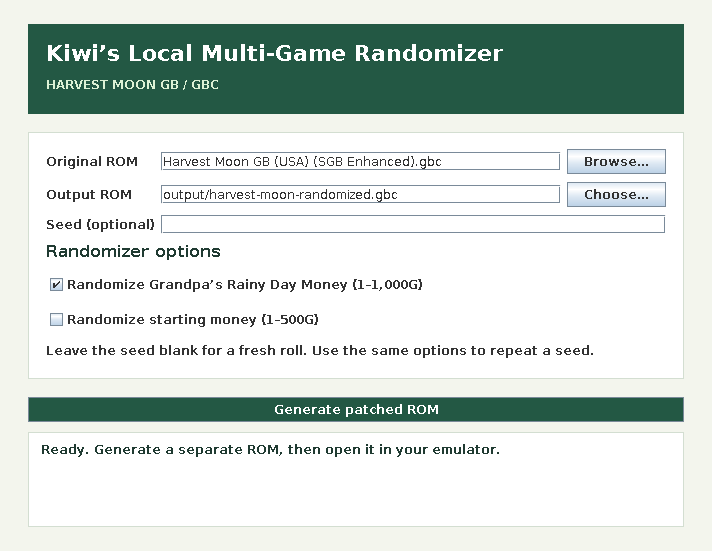 Kiwi’s Local Multi-Game Randomizer
HARVEST MOON GB / GBC
Original ROM Harvest Moon GB (USA) (SGB Enhanced).gbc Browse...
Output ROM output/harvest-moon-randomized.gbc Choose...
Seed (optional)
Randomizer options
Randomize Grandpa’s Rainy Day Money (1–1,000G)
Randomize starting money (1–500G)
Leave the seed blank for a fresh roll. Use the same options to repeat a seed.
Generate patched ROM
Ready. Generate a separate ROM, then open it in your emulator.